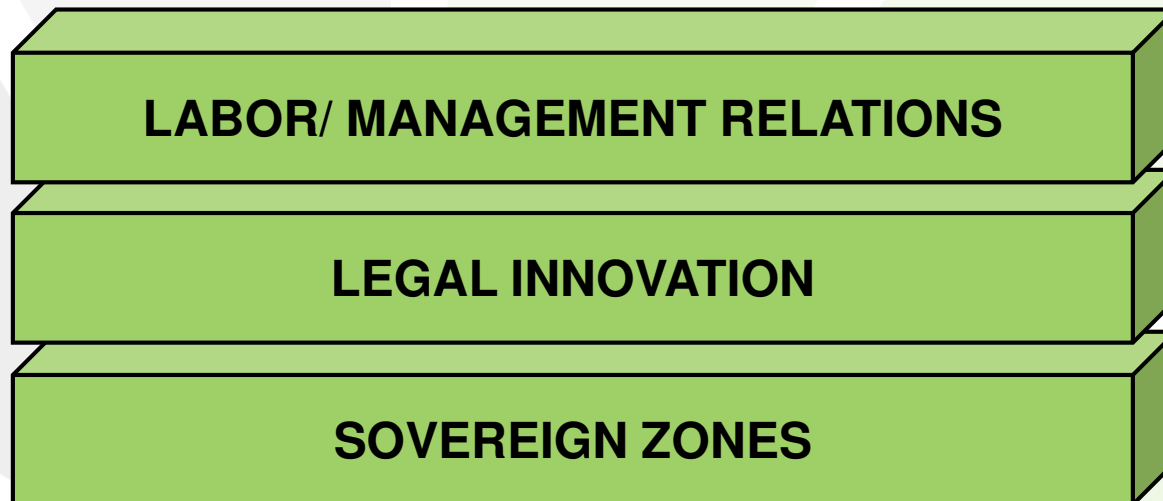 LABOR/ MANAGEMENT RELATIONS
LEGAL INNOVATION
SOVEREIGN ZONES